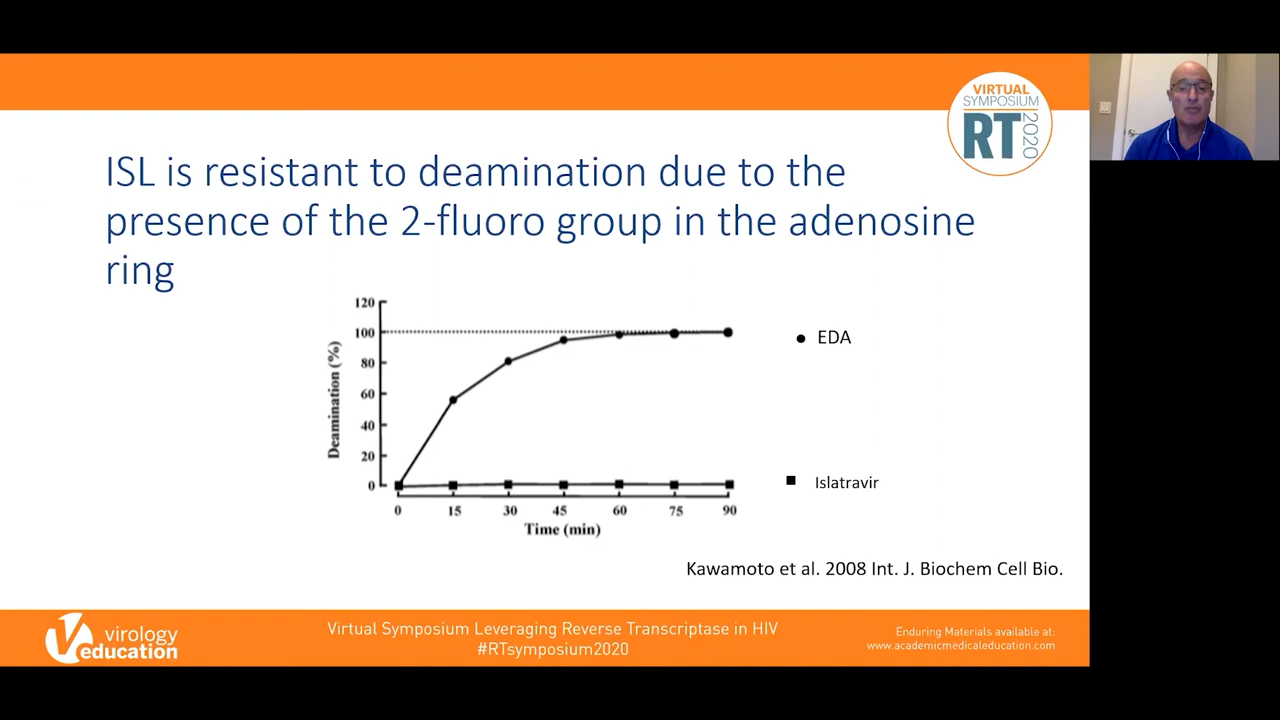 VIRTUAL
SYMPOSIUM
RT
2020
ISL is resistant to deamination due to the
presence of the 2-fluoro group in the adenosine
ring
120
100
80
60
40
20
0
Deamination (%)
0 15 30 45 60 75 90
Time (min)
EDA
Islatravir
Kawamoto et al. 2008 Int. J. Biochem Cell Bio.
virology
education
Virtual Symposium Leveraging Reverse Transcriptase in HIV
#RTsymposium2020
Enduring Materials available at:
www.academicmedicaleducation.com